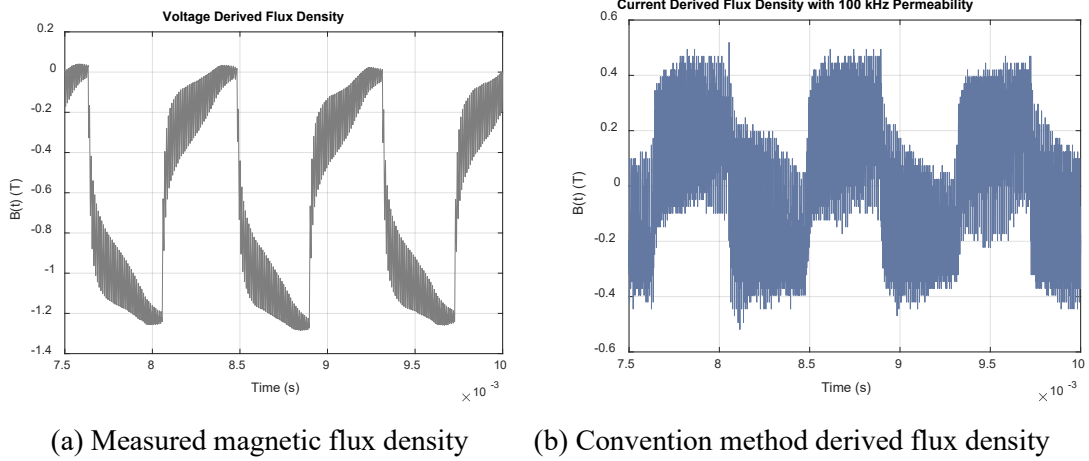 Voltage Derived Flux Density
0.2
0
-0.2
-0.4
-0.6
-0.8
-1
-1.2
-1.4
B(t) (T)
7.5
8
8.5
9
9.5
10
Time (s)
× 10 -3
(a) Measured magnetic flux density
Current Derived Flux Density with 100 kHz Permeability
0.6
0.4
0.2
0
-0.2
-0.4
-0.6
B(t) (T)
7.5
8
8.5
9
9.5
10
Time (s)
× 10 -3
(b) Convention method derived flux density